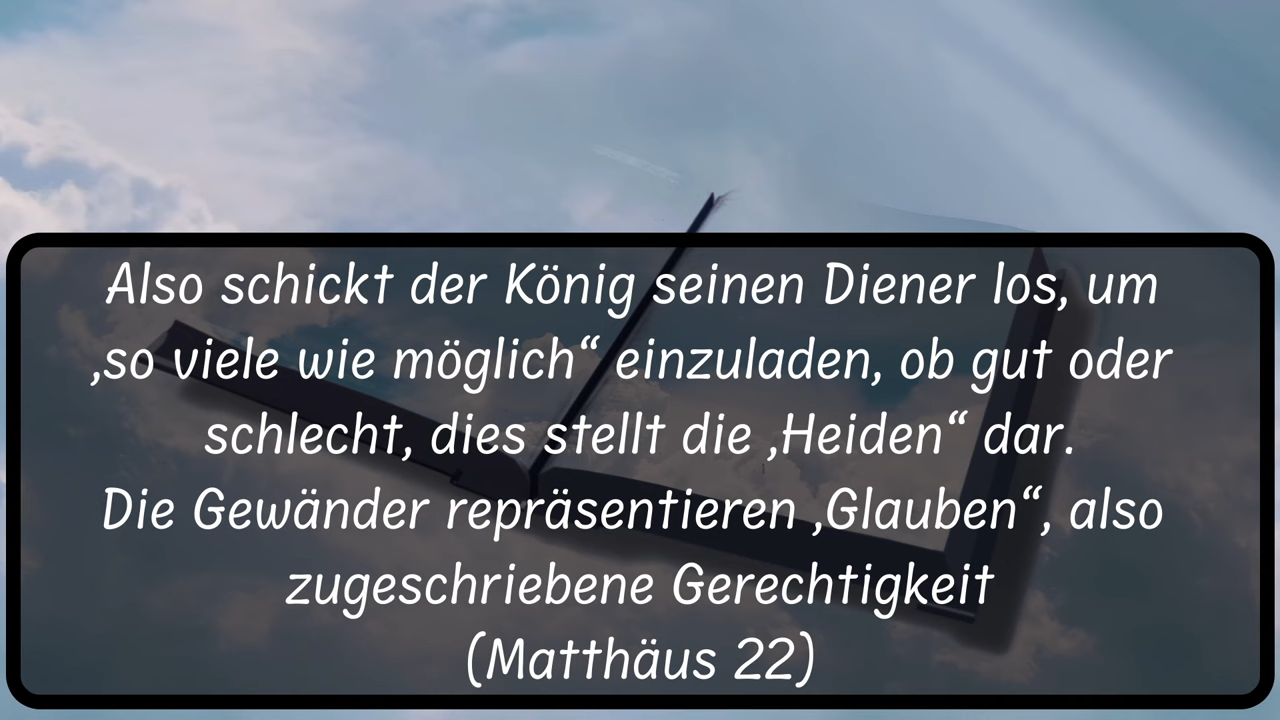 Also schickt der König seinen Diener los, um
‚so viele wie möglich“ einzuladen, ob gut oder
schlecht, dies stellt die ‚Heiden“ dar.
Die Gewänder repräsentieren ‚Glauben“, also
zugeschriebene Gerechtigkeit
(Matthäus 22)